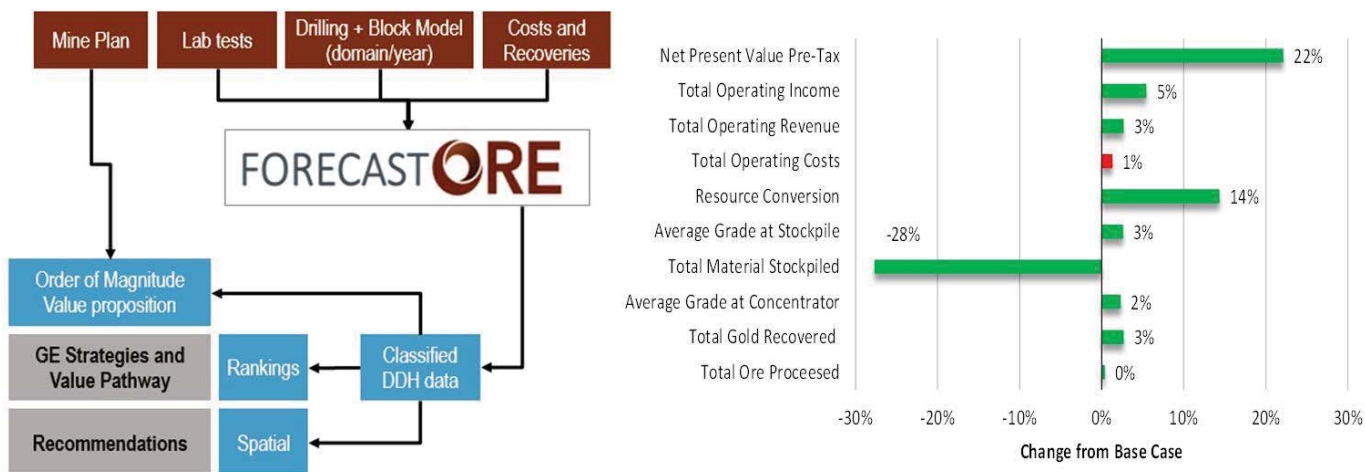 Mine Plan
Lab tests
Drilling + Block Model
(domain/year)
Costs and
Recoveries
FORECASTORE
Order of Magnitude
Value proposition
GE Strategies and
Value Pathway
Rankings
Classified
DDH data
Recommendations
Spatial
Net Present Value Pre-Tax
22%
Total Operating Income
5%
Total Operating Revenue
3%
Total Operating Costs
1%
Resource Conversion
14%
Average Grade at Stockpile
3%
-28%
Total Material Stockpiled
Average Grade at Concentrator
2%
Total Gold Recovered
3%
Total Ore Proceesed
0%
-30% -20% -10% 0% 10% 20% 30%
Change from Base Case